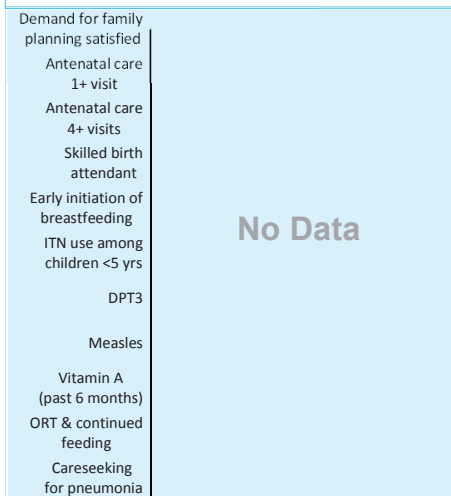 Demand for family
planning satisfied
Antenatal care
1+ visit
Antenatal care
4+ visits
Skilled birth
attendant
Early initiation of
breastfeeding
ITN use among
children <5 yrs
DPT3
Measles
Vitamin A
(past 6 months)
ORT & continued
feeding
Careseeking
for pneumonia
No Data